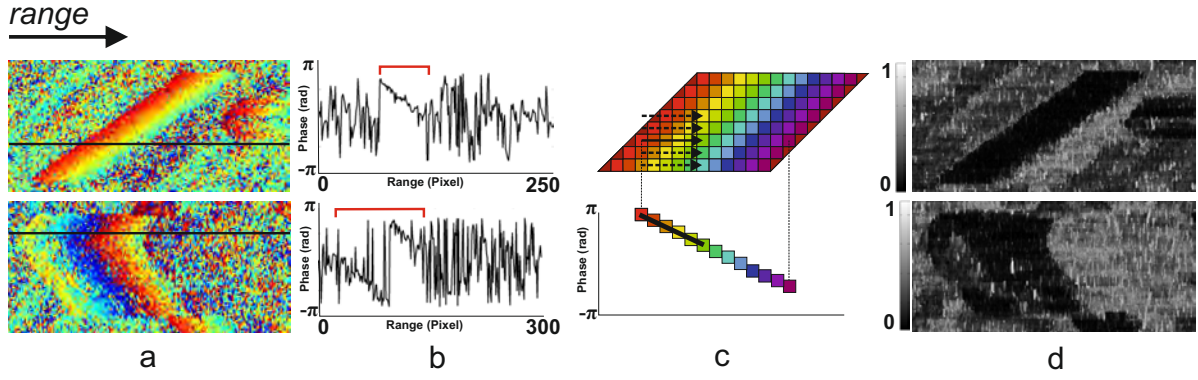 range
π
Phase (rad)
-π
0
Range (Pixel)
250
π
Phase (rad)
-π
0
Range (Pixel)
300
π
Phase (rad)
-π
1
0
1
0
a
b
c
d